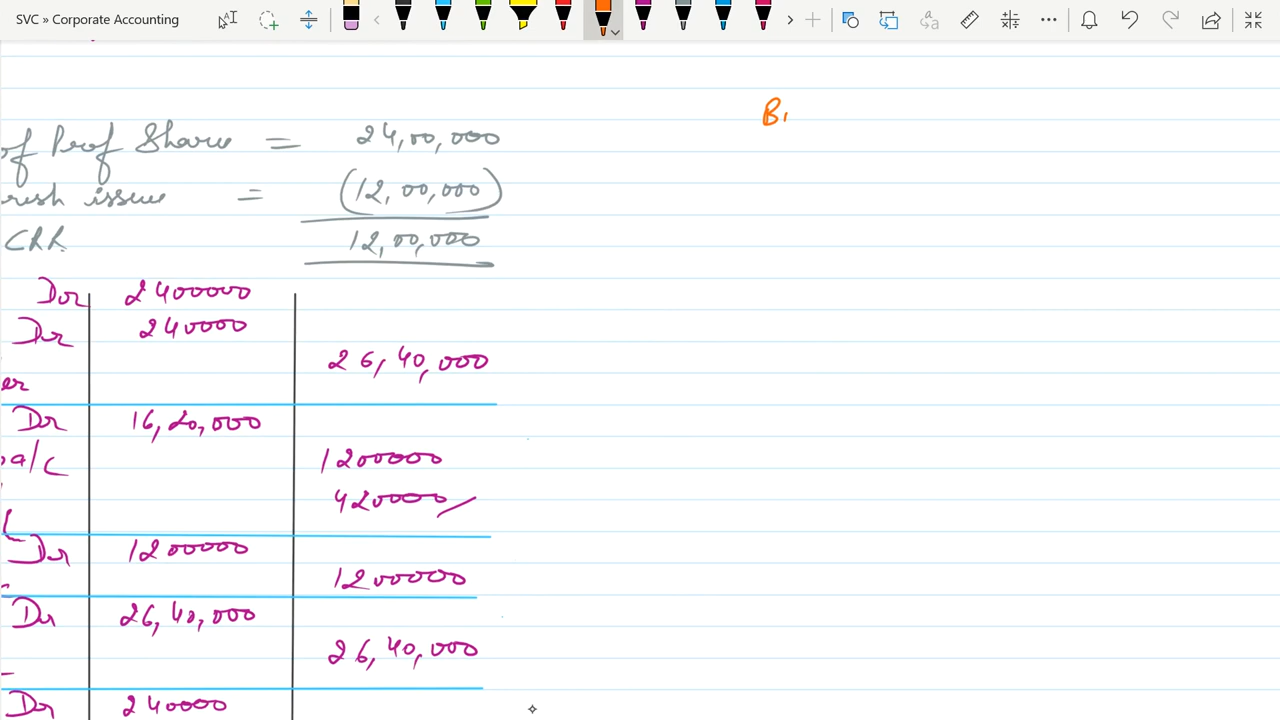 SVC » Corporate Accounting
B
of Pref Share = 24,00,000
resh issue = (12,00,000)
CRR 12,00,000
Dr 2400000
Dr 240000
26,40,000
er
Dr 16,20,000
a/c 1200000
420000
Dr 1200000
1200000
Dr 26,40,000
26,40,000
Dr 240000